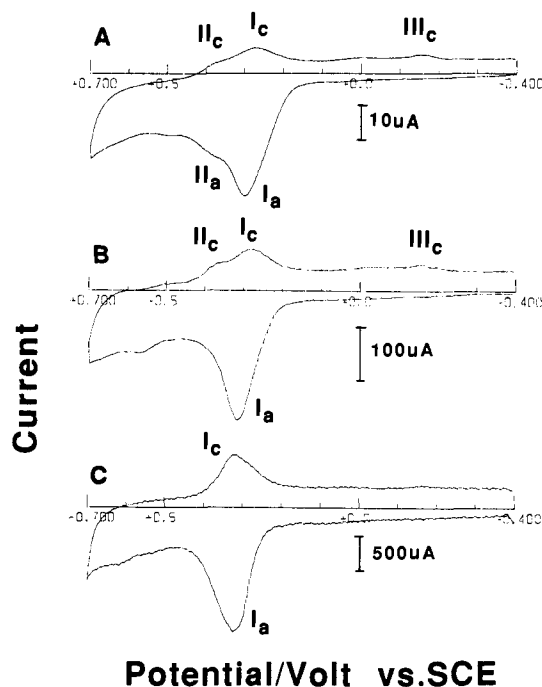 A
II_c
I_c
III_c
+0.700
+0.5
+0.0
-0.400
10uA
II_a
I_a
B
II_c
I_c
III_c
-0.700
+0.5
+0.0
-0.400
100uA
I_a
C
I_c
-0.700
+0.5
+0.0
-0.400
500uA
I_a
Current
Potential/Volt vs.SCE